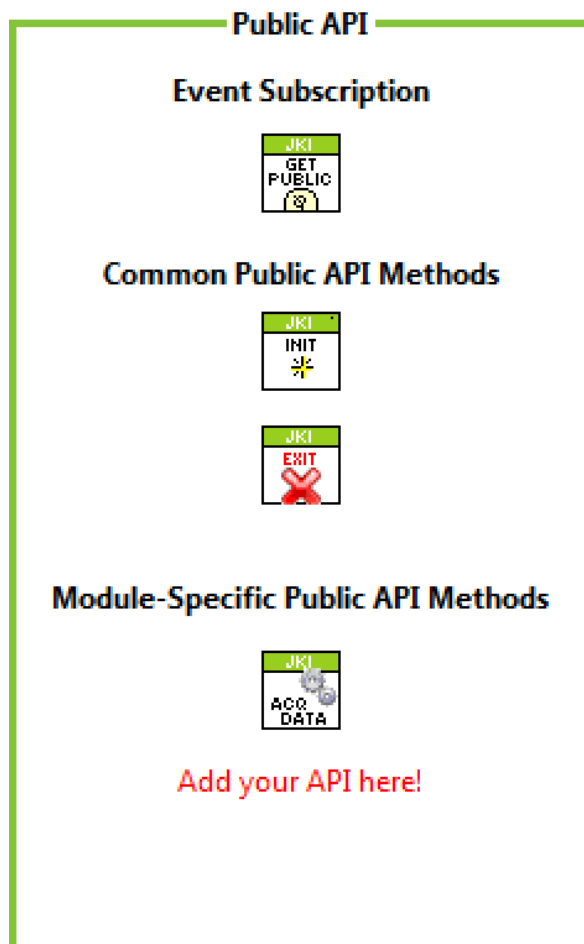 Public API
Event Subscription
JKI
GET
PUBLIC
Common Public API Methods
JKI
INIT
JKI
EXIT
Module-Specific Public API Methods
JKI
ACQ
DATA
Add your API here!